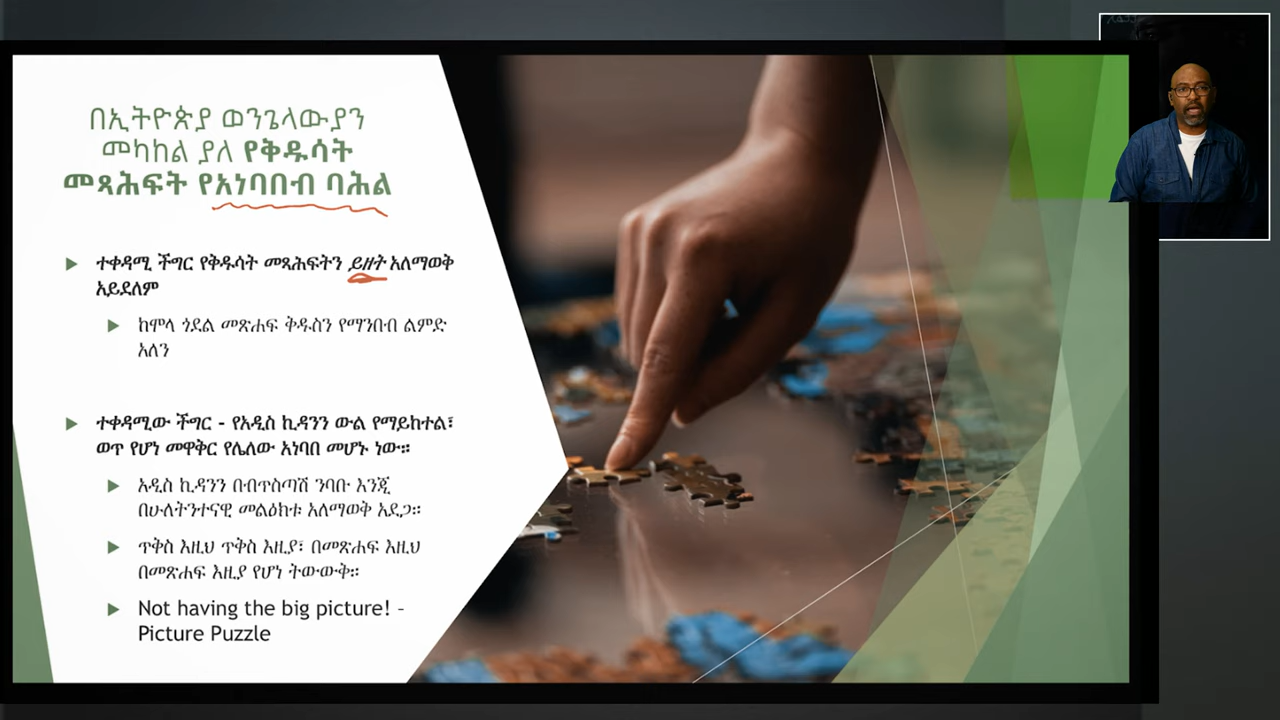 በኢትዮጵያ ወንጌላውያን
መካከል ያለ የቅዱሳት
መጻሕፍት የአነባበብ ባሕል
ተቀዳሚ ችግር የቅዱሳት መጻሕፍትን ይዘት አለማወቅ
አይደለም
ከሞላ ጎደል መጽሐፍ ቅዱስን የማንበብ ልምድ
አለን
ተቀዳሚው ችግር - የአዲስ ኪዳንን ውል የማይከተል፣
ወጥ የሆነ መዋቅር የሌለው አነባበ መሆኑ ነው።
አዲስ ኪዳንን በብጥስጣሽ ንባቡ እንጂ
በሁለትንተናዊ መልዕክቱ አለማወቅ አደጋ።
ጥቅስ እዚህ ጥቅስ እዚያ፣ በመጽሐፍ እዚህ
በመጽሐፍ እዚያ የሆነ ትውውቅ።
Not having the big picture! –
Picture Puzzle